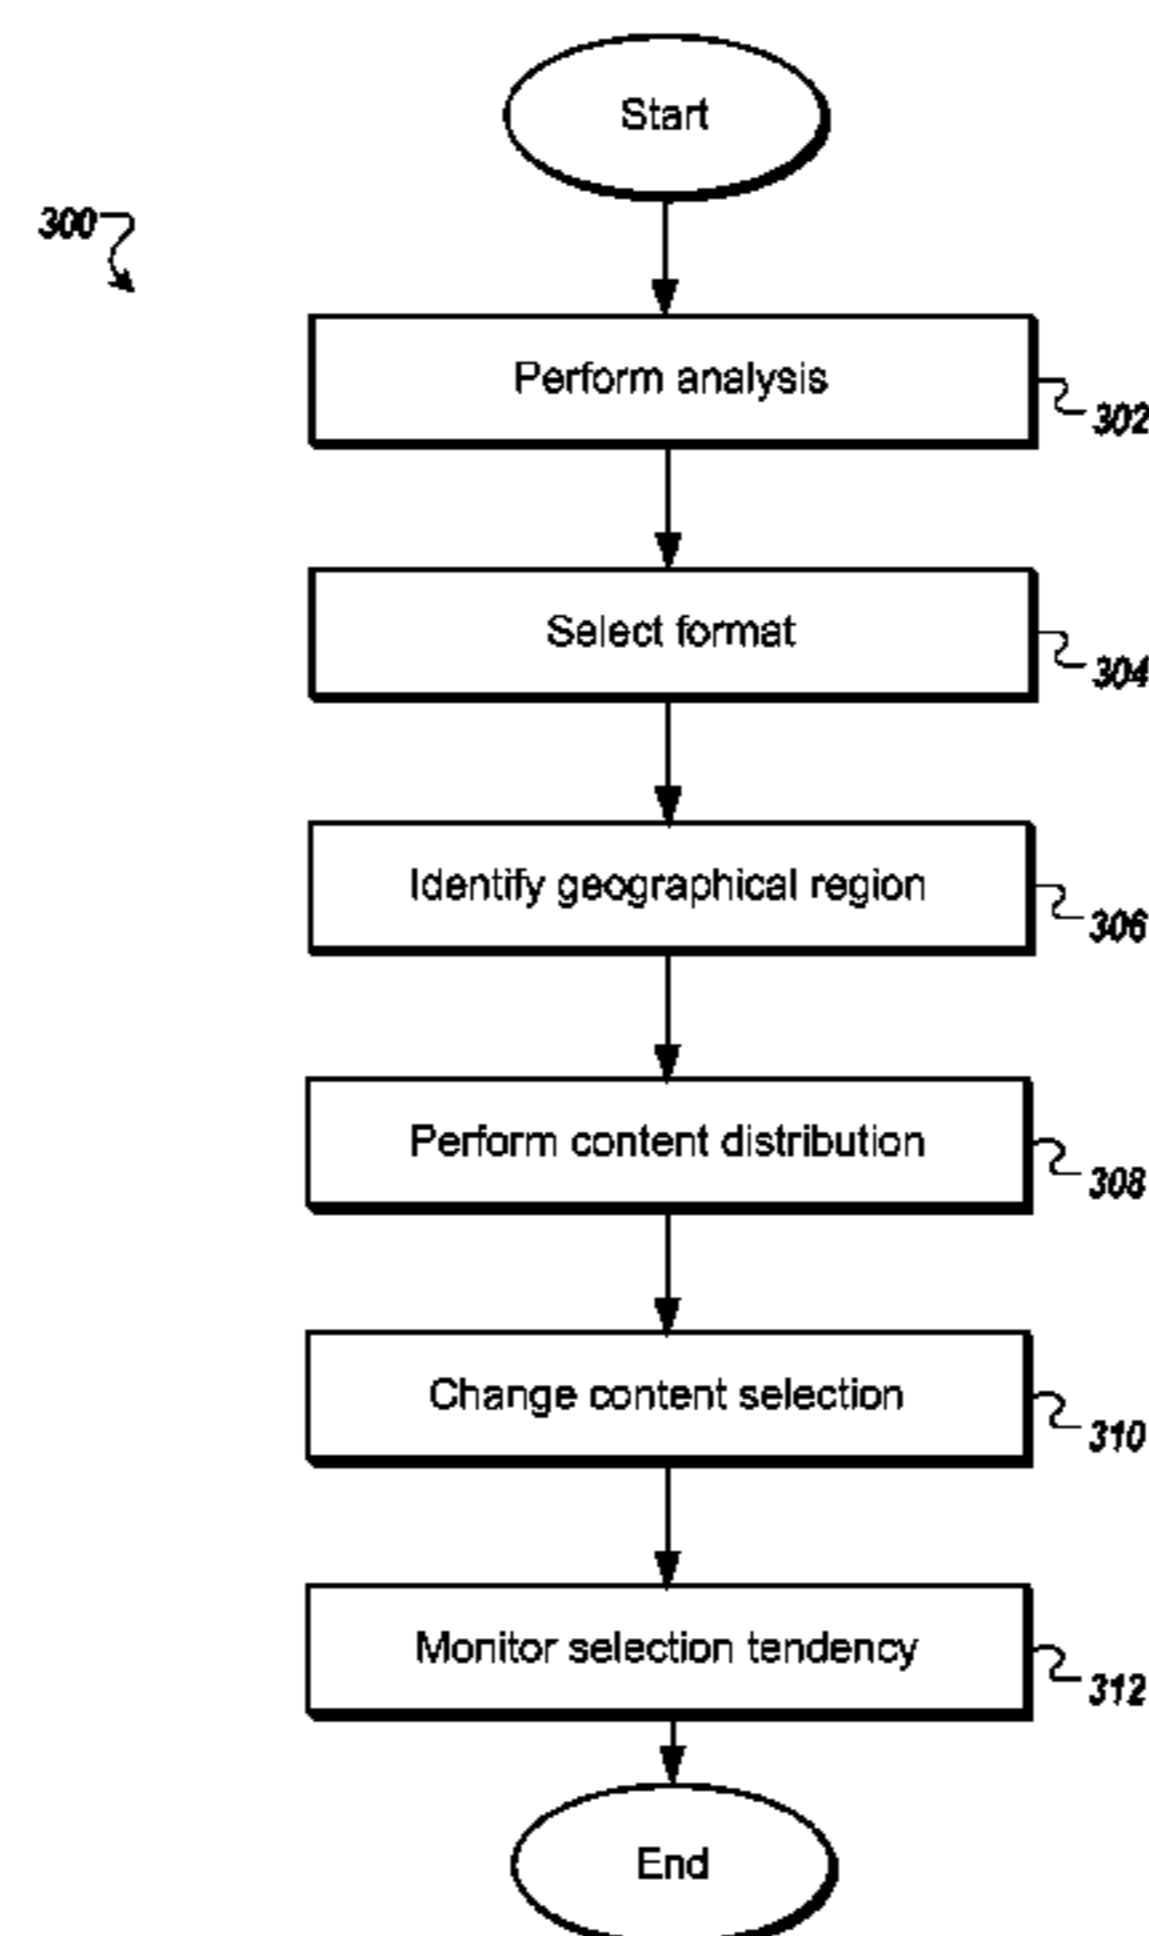 Start
300
Perform analysis
302
Select format
304
Identify geographical region
306
Perform content distribution
308
Change content selection
310
Monitor selection tendency
312
End